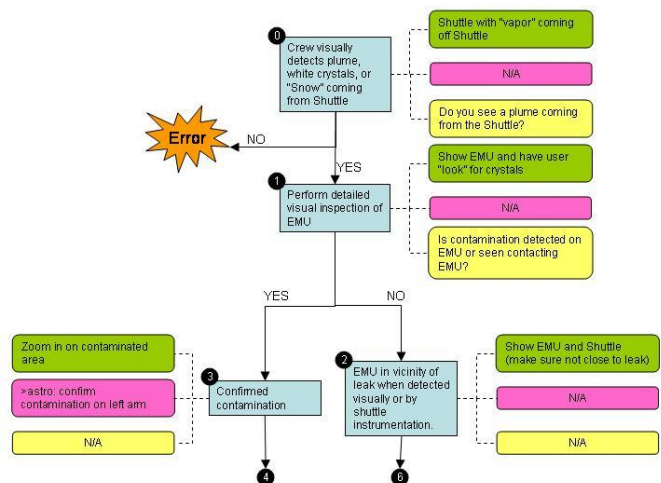 0
Crew visually
detects plume,
white crystals, or
"Snow" coming
from Shuttle
Shuttle with "vapor" coming
off Shuttle
N/A
Do you see a plume coming
from the Shuttle?
Error
NO
YES
1
Perform detailed
visual inspection of
EMU
Show EMU and have user
"look" for crystals
N/A
Is contamination detected on
EMU or seen contacting
EMU?
YES
NO
Zoom in on contaminated
area
>astro: confirm
contamination on left arm
N/A
3
Confirmed
contamination
2
EMU in vicinity of
leak when detected
visually or by
shuttle
instrumentation.
Show EMU and Shuttle
(make sure not close to leak)
N/A
N/A
4
6